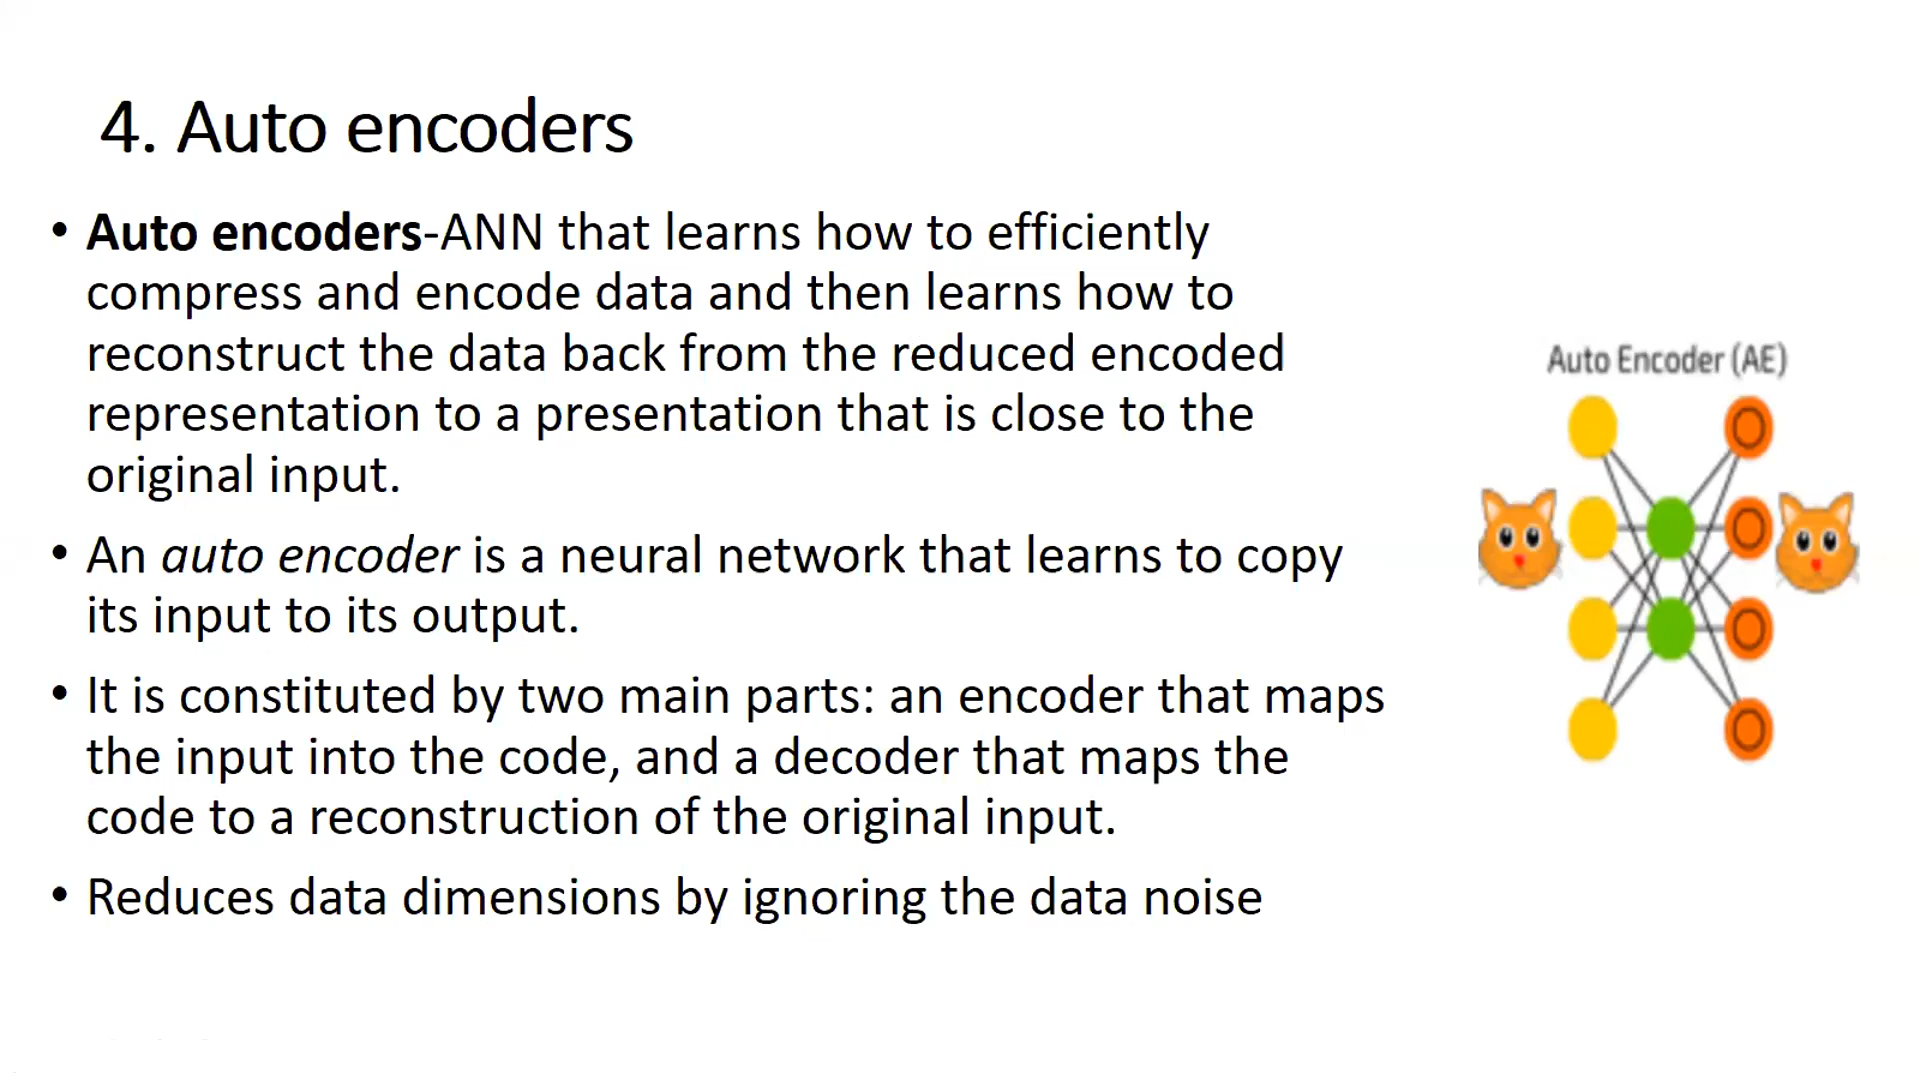 4. Auto encoders
• Auto encoders-ANN that learns how to efficiently
compress and encode data and then learns how to
reconstruct the data back from the reduced encoded
representation to a presentation that is close to the
original input.
• An auto encoder is a neural network that learns to copy
its input to its output.
• It is constituted by two main parts: an encoder that maps
the input into the code, and a decoder that maps the
code to a reconstruction of the original input.
• Reduces data dimensions by ignoring the data noise
Auto Encoder (AE)